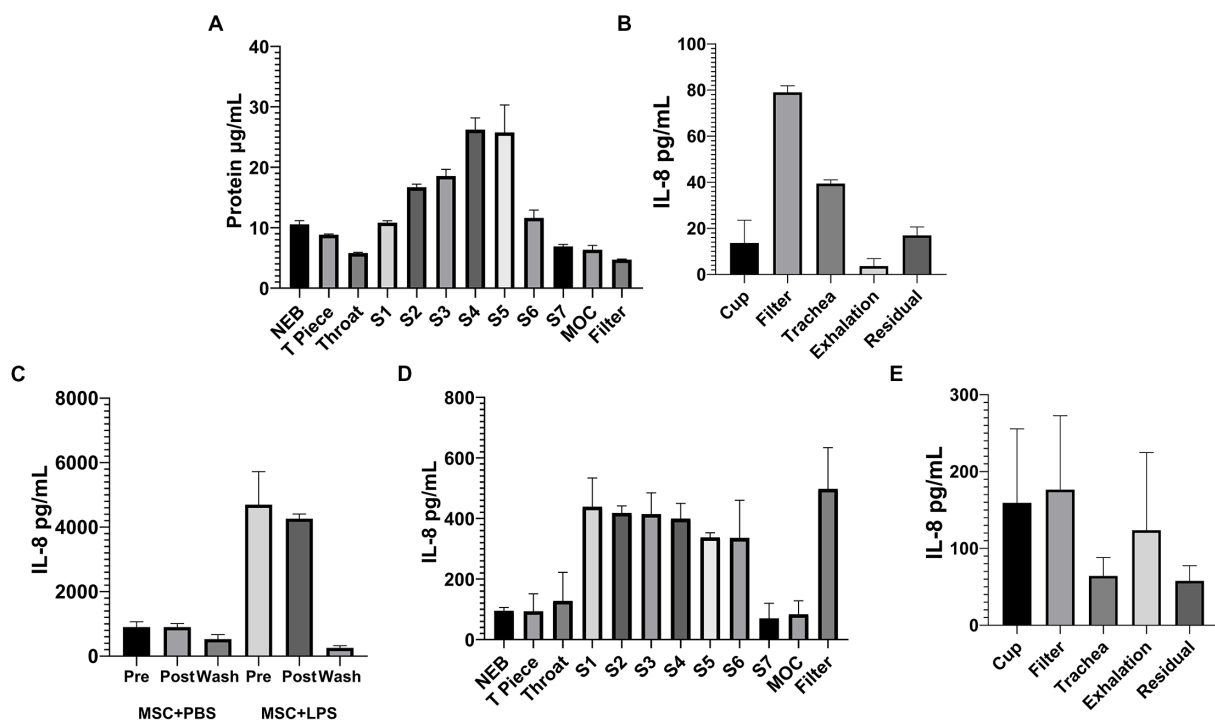 A
Protein µg/mL
40
30
20
10
0
NEB
T Piece
Throat
S1
S2
S3
S4
S5
S6
S7
MOC
Filter
B
IL-8 pg/mL
100
80
60
40
20
0
Cup
Filter
Trachea
Exhalation
Residual
C
IL-8 pg/mL
8000
6000
4000
2000
0
Pre Post Wash Pre Post Wash
MSC+PBS MSC+LPS
D
IL-8 pg/mL
800
600
400
200
0
NEB
T Piece
Throat
S1
S2
S3
S4
S5
S6
S7
MOC
Filter
E
IL-8 pg/mL
300
200
100
0
Cup
Filter
Trachea
Exhalation
Residual